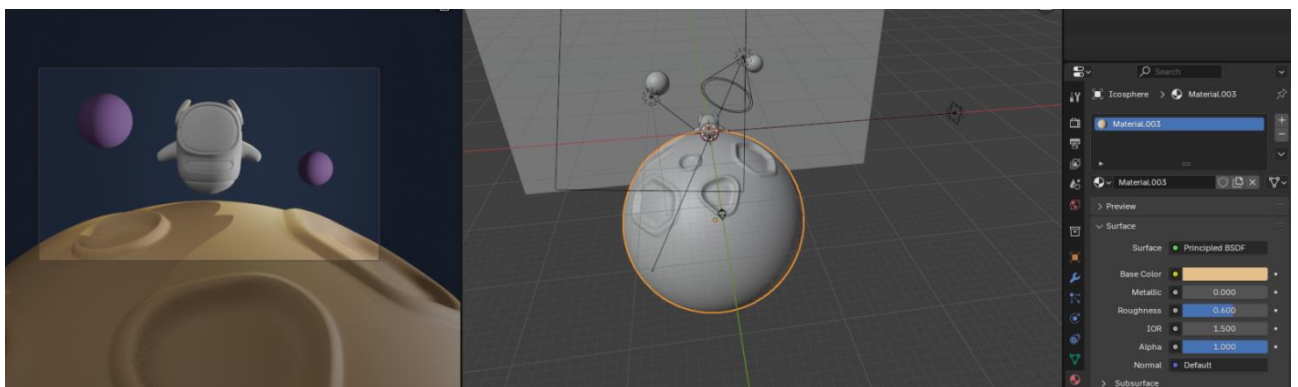 Search
Icosphere > Material.003
Material.003
Material.003
Preview
Surface
Surface Principled BSDF
Base Color
Metallic 0.000
Roughness 0.600
IOR 1.500
Alpha 1.000
Normal Default
Subsurface